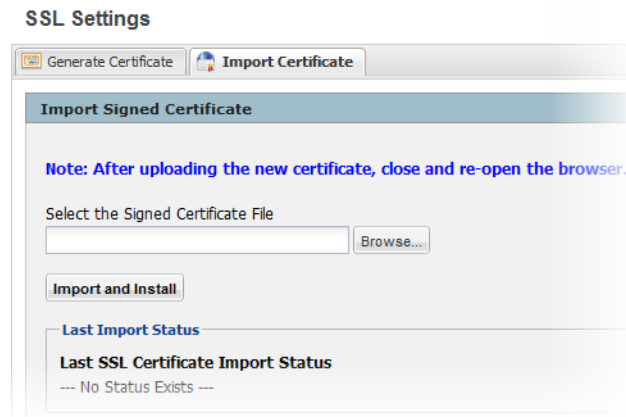 SSL Settings
Generate Certificate
Import Certificate
Import Signed Certificate
Note: After uploading the new certificate, close and re-open the browser.
Select the Signed Certificate File
Browse...
Import and Install
Last Import Status
Last SSL Certificate Import Status
--- No Status Exists ---